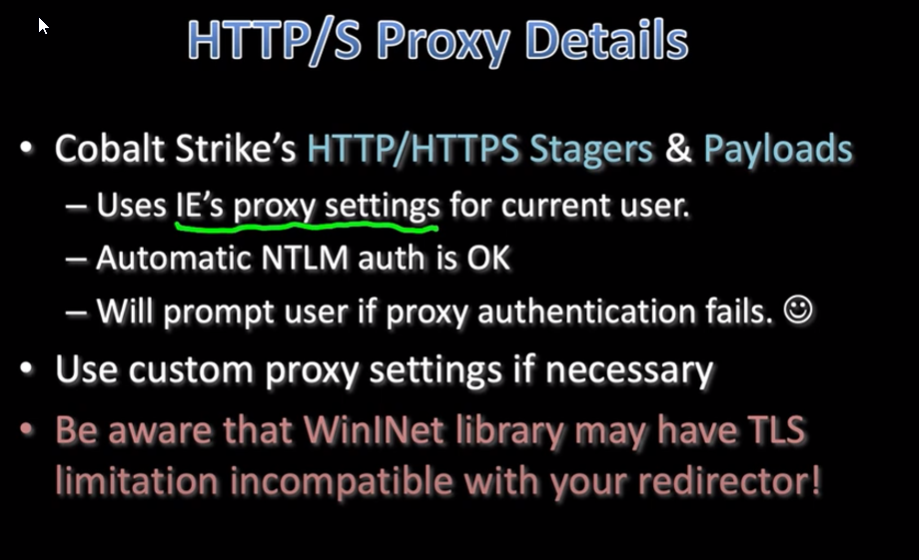 HTTP/S Proxy Details
• Cobalt Strike's HTTP/HTTPS Stagers & Payloads
– Uses IE's proxy settings for current user.
– Automatic NTLM auth is OK
– Will prompt user if proxy authentication fails. ☺
• Use custom proxy settings if necessary
• Be aware that WinINet library may have TLS
limitation incompatible with your redirector!